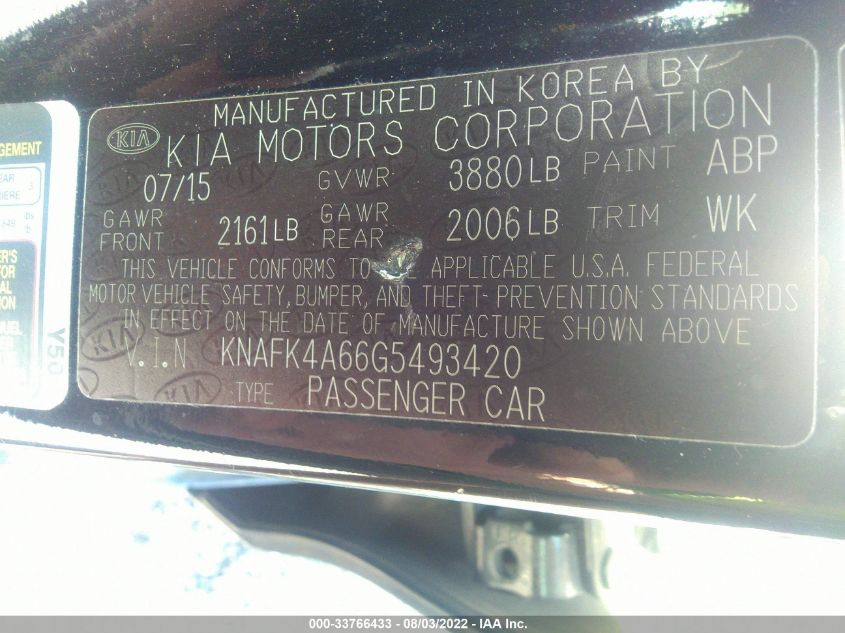 MANUFACTURED IN KOREA BY
KIA KIA MOTORS CORPORATION
07/15 GVWR 3880LB PAINT ABP
GAWR FRONT 2161LB GAWR REAR 2006LB TRIM WK
THIS VEHICLE CONFORMS TO APPLICABLE U.S.A. FEDERAL
MOTOR VEHICLE SAFETY, BUMPER, AND THEFT-PREVENTION STANDARDS
IN EFFECT ON THE DATE OF MANUFACTURE SHOWN ABOVE
V.I.N KNAFK4A66G5493420
TYPE PASSENGER CAR
Y50
000-33766433 - 08/03/2022 - IAA Inc.